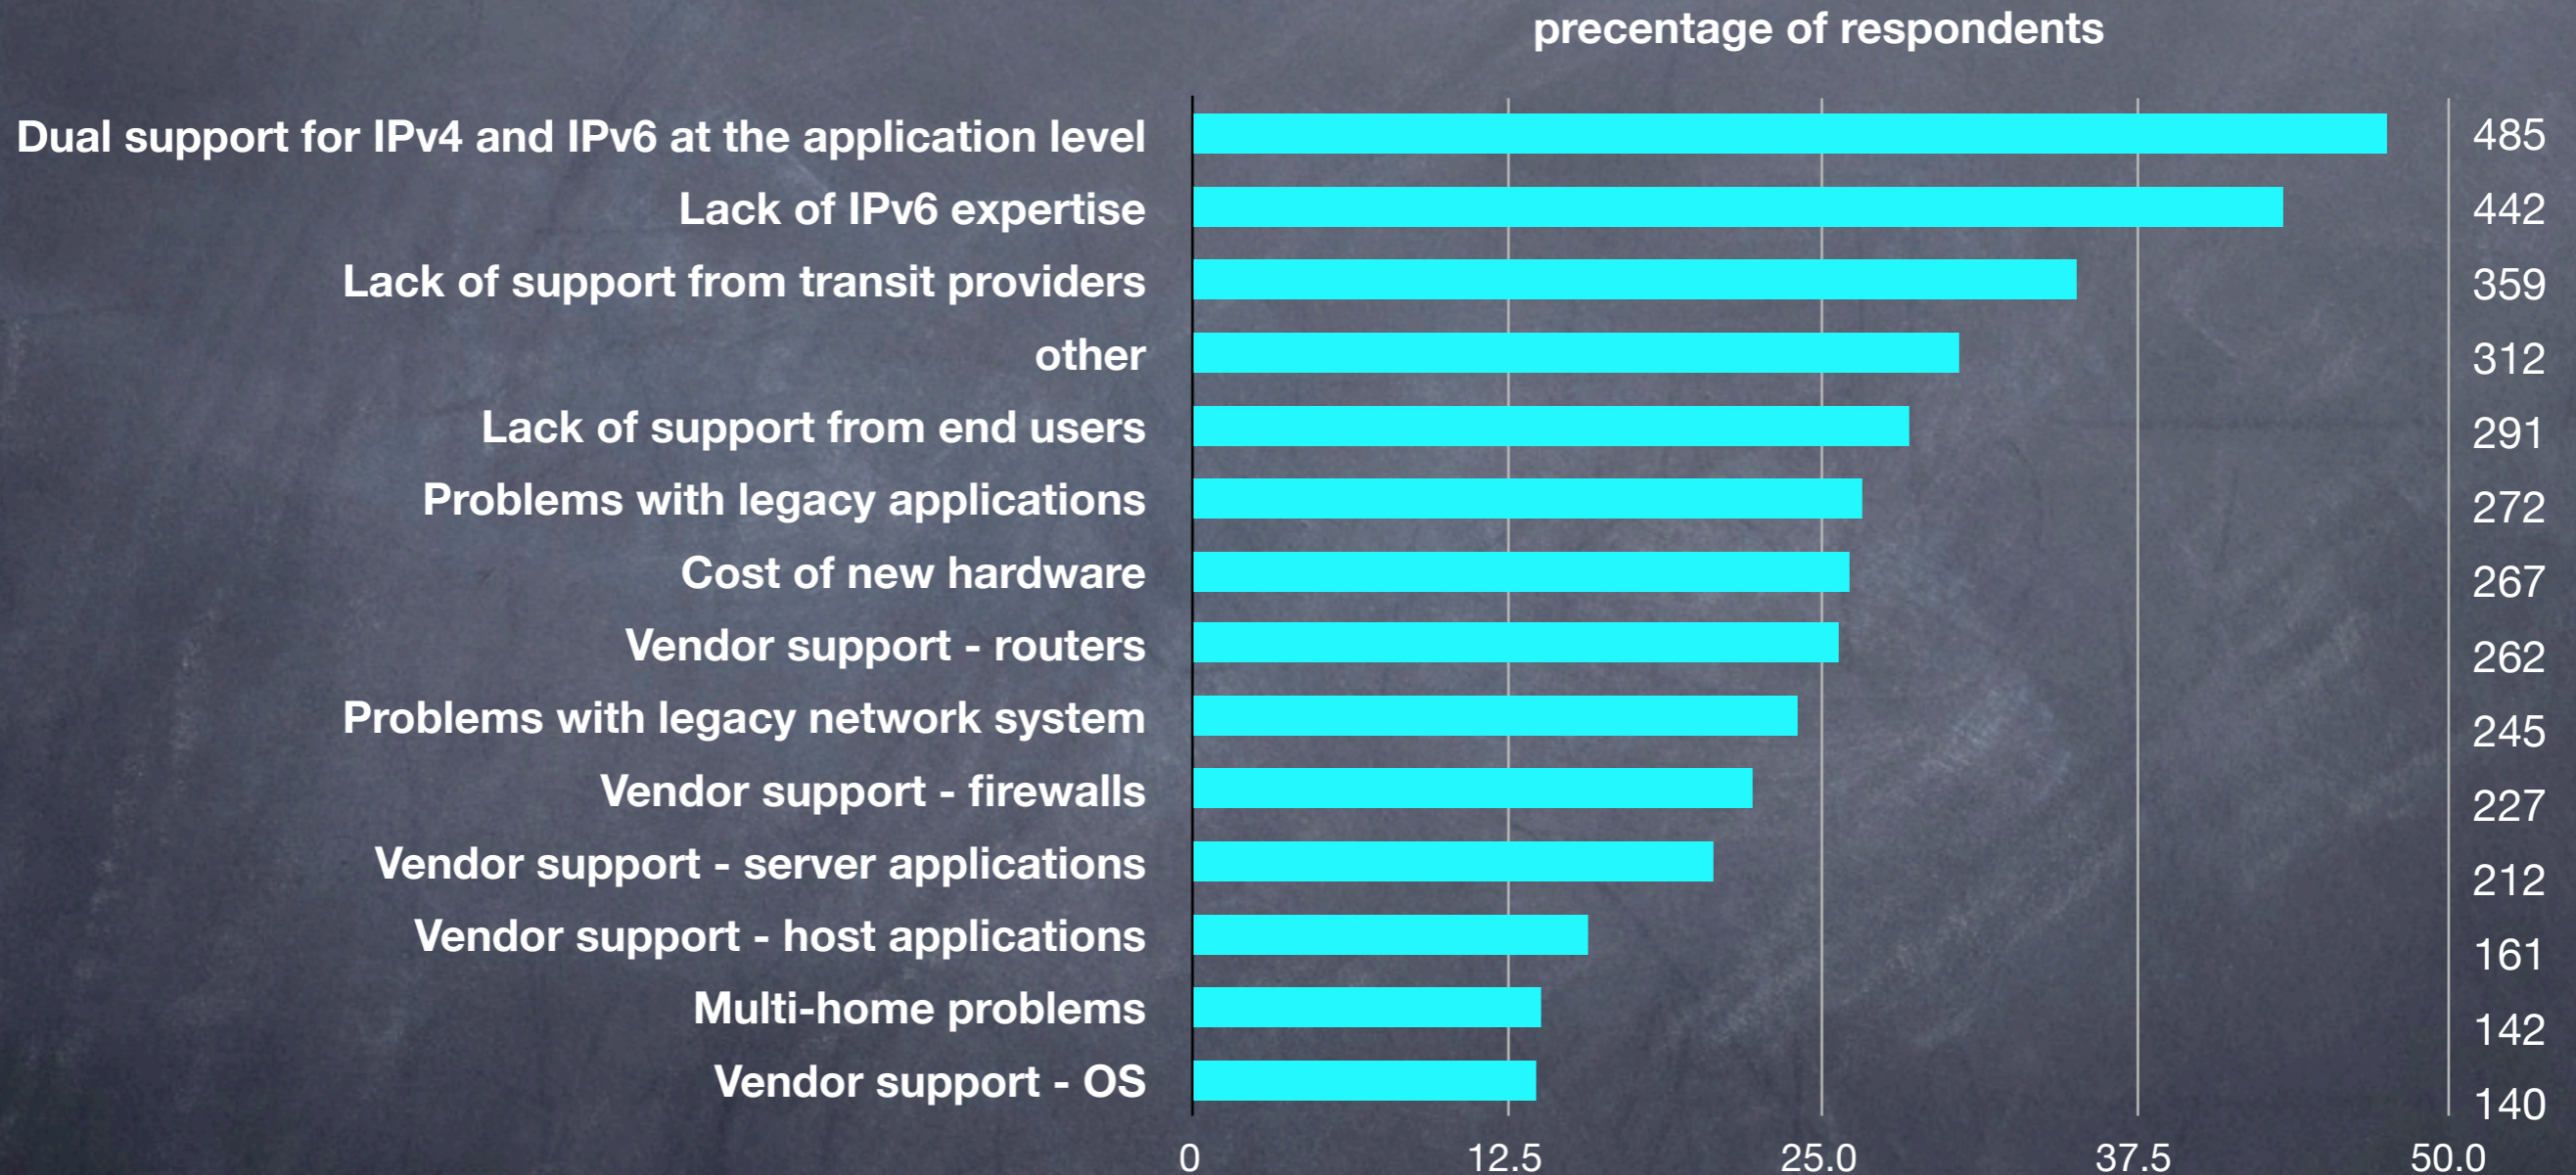 precentage of respondents
Dual support for IPv4 and IPv6 at the application level 485
Lack of IPv6 expertise 442
Lack of support from transit providers 359
other 312
Lack of support from end users 291
Problems with legacy applications 272
Cost of new hardware 267
Vendor support - routers 262
Problems with legacy network system 245
Vendor support - firewalls 227
Vendor support - server applications 212
Vendor support - host applications 161
Multi-home problems 142
Vendor support - OS 140
0 12.5 25.0 37.5 50.0